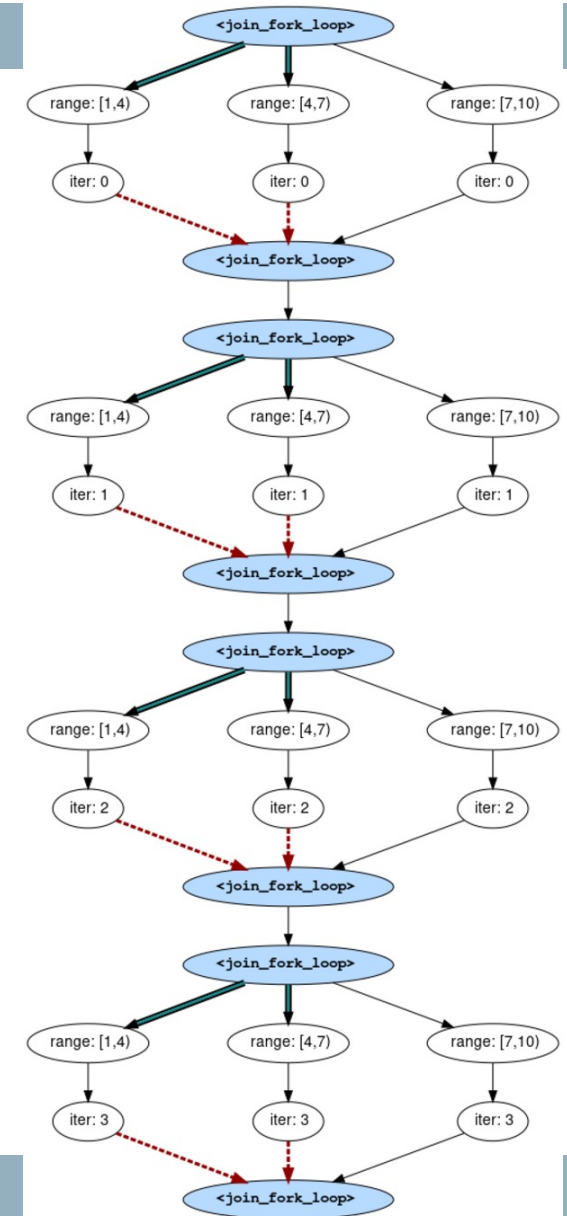 <join_fork_loop>
range: [1,4) range: [4,7) range: [7,10)
iter: 0 iter: 0 iter: 0
<join_fork_loop>
<join_fork_loop>
range: [1,4) range: [4,7) range: [7,10)
iter: 1 iter: 1 iter: 1
<join_fork_loop>
<join_fork_loop>
range: [1,4) range: [4,7) range: [7,10)
iter: 2 iter: 2 iter: 2
<join_fork_loop>
<join_fork_loop>
range: [1,4) range: [4,7) range: [7,10)
iter: 3 iter: 3 iter: 3
<join_fork_loop>